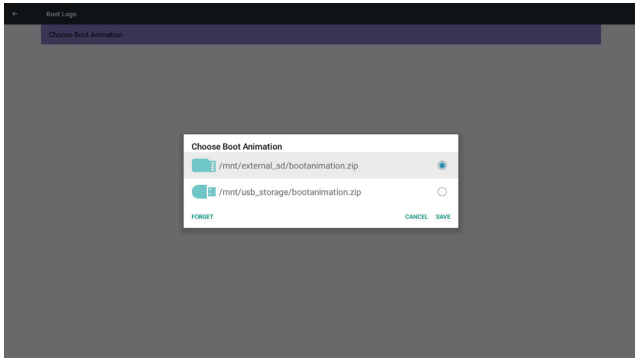 Boot Logo
Choose Boot Animation
Choose Boot Animation
/mnt/external_sd/bootanimation.zip
/mnt/usb_storage/bootanimation.zip
FORGET CANCEL SAVE